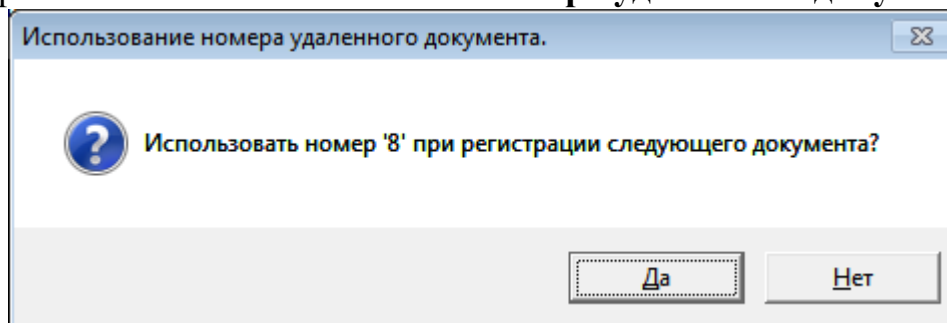 Использование номера удаленного документа.
Использовать номер '8' при регистрации следующего документа?
Да
Нет